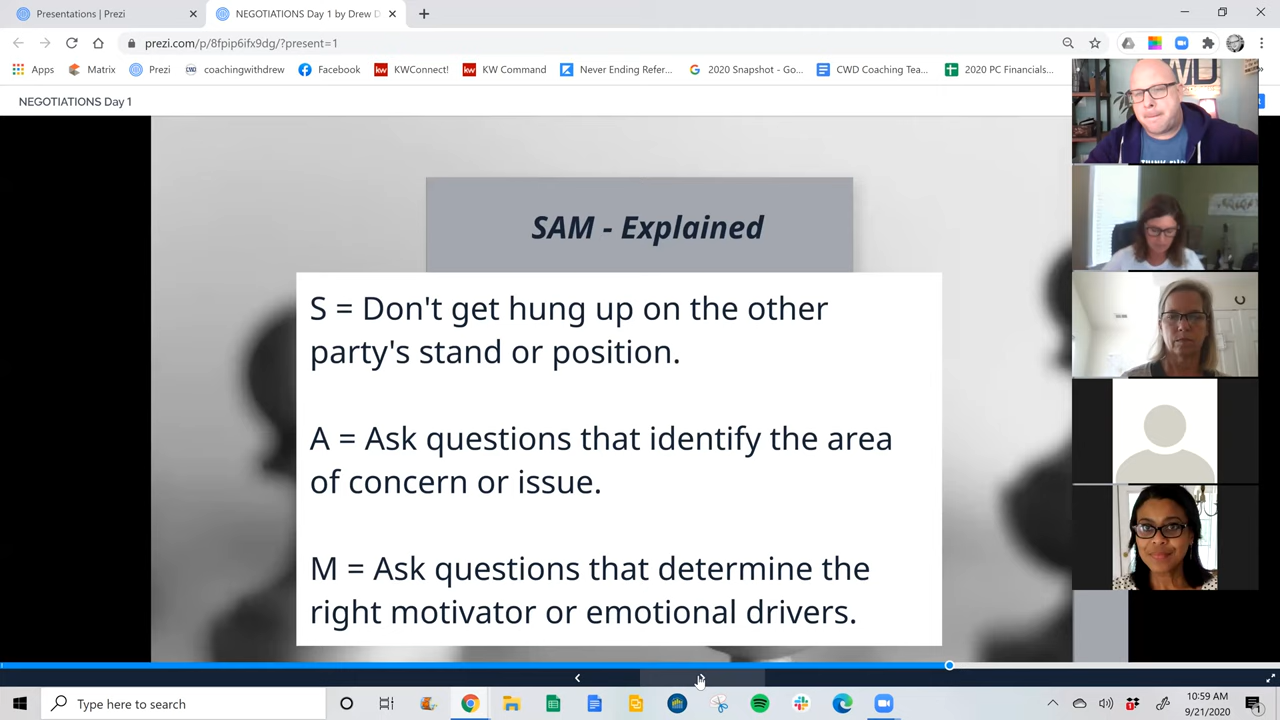 Presentations | Prezi
NEGOTIATIONS Day 1 by Drew D
prezi.com/p/8fpip6ifx9dg/?present=1
Apps
Matrix
Prezi
cwd
coachingwithdrew
Facebook
kw
KWConnect!
kw
KW Command
Never Ending Refer...
2020 Snapshot - Go...
CWD Coaching Tea...
2020 PC Financials...
NEGOTIATIONS Day 1
SAM - Explained
S = Don't get hung up on the other
party's stand or position.
A = Ask questions that identify the area
of concern or issue.
M = Ask questions that determine the
right motivator or emotional drivers.
Type here to search
10:59 AM
9/21/2020